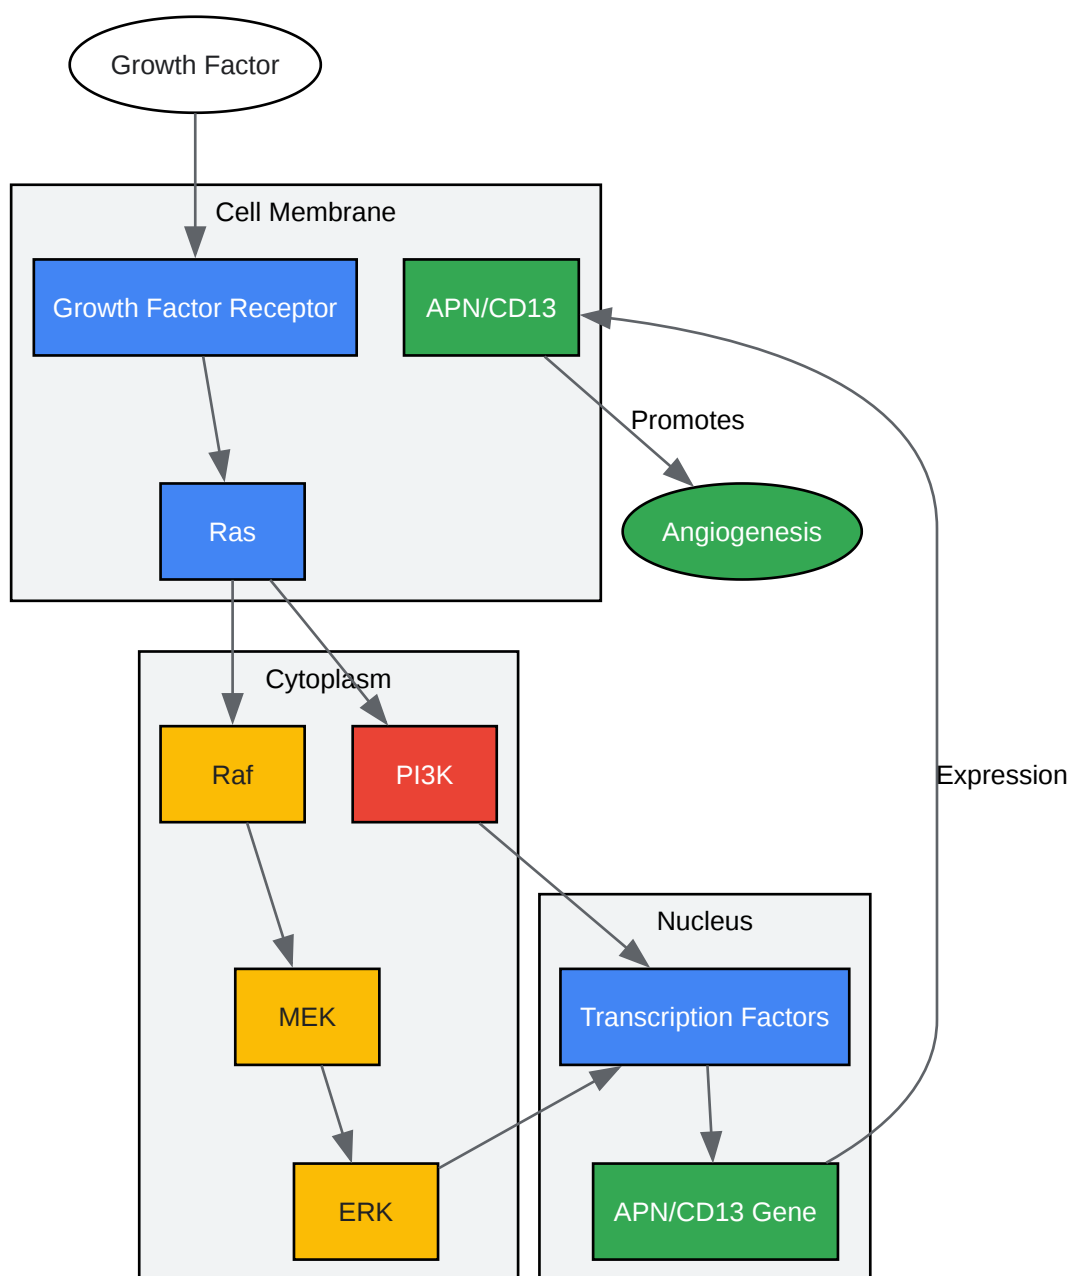 Growth Factor
Cell Membrane
Growth Factor Receptor
APN/CD13
Promotes
Ras
Angiogenesis
Cytoplasm
Raf
PI3K
Expression
Nucleus
MEK
Transcription Factors
ERK
APN/CD13 Gene